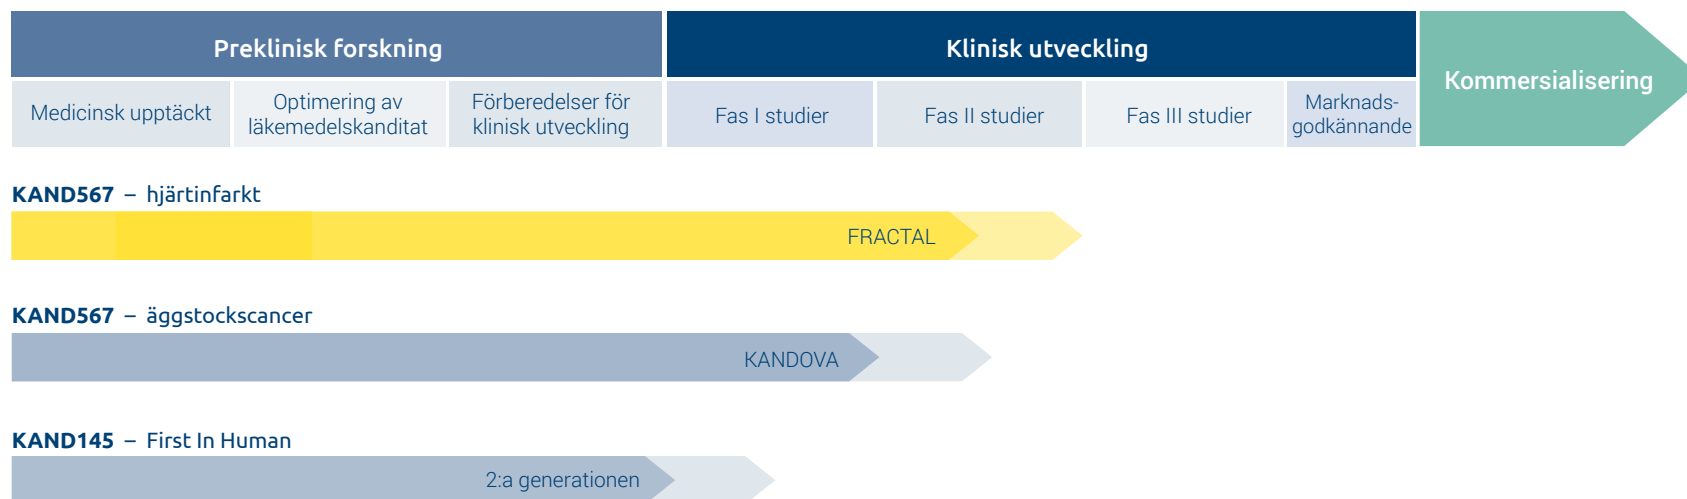 Preklinisk forskning
Klinisk utveckling
Kommersialisering
Medicinsk upptäckt
Optimering av
läkemedelskanditat
Förberedelser för
klinisk utveckling
Fas I studier
Fas II studier
Fas III studier
Marknads-
godkännande
KAND567 – hjärtinfarkt
FRACTAL
KAND567 – äggstockscancer
KANDOVA
KAND145 – First In Human
2:a generationen